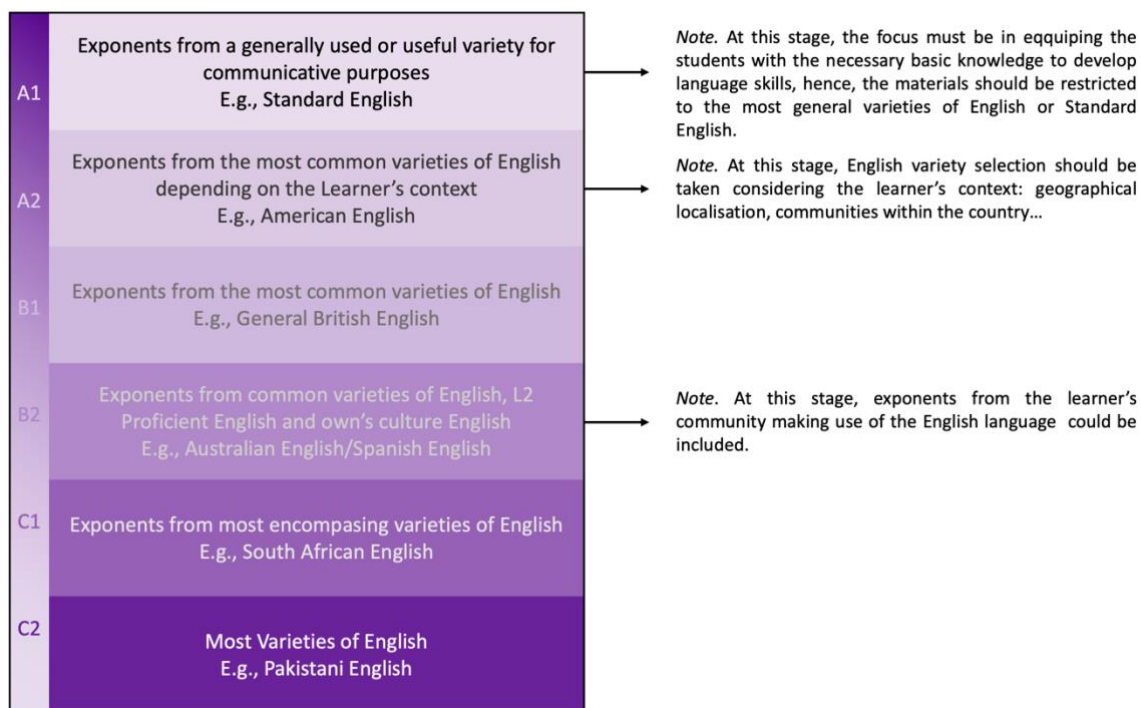 A1
Exponents from a generally used or useful variety for
communicative purposes
E.g., Standard English
Note. At this stage, the focus must be in eqquiping the
students with the necessary basic knowledge to develop
language skills, hence, the materials should be restricted
to the most general varieties of English or Standard
English.
A2
Exponents from the most common varieties of English
depending on the Learner's context
E.g., American English
Note. At this stage, English variety selection should be
taken considering the learner's context: geographical
localisation, communities within the country...
B1
Exponents from the most common varieties of English
E.g., General British English
B2
Exponents from common varieties of English, L2
Proficient English and own's culture English
E.g., Australian English/Spanish English
Note. At this stage, exponents from the learner's
community making use of the English language could be
included.
C1
Exponents from most encompasing varieties of English
E.g., South African English
C2
Most Varieties of English
E.g., Pakistani English